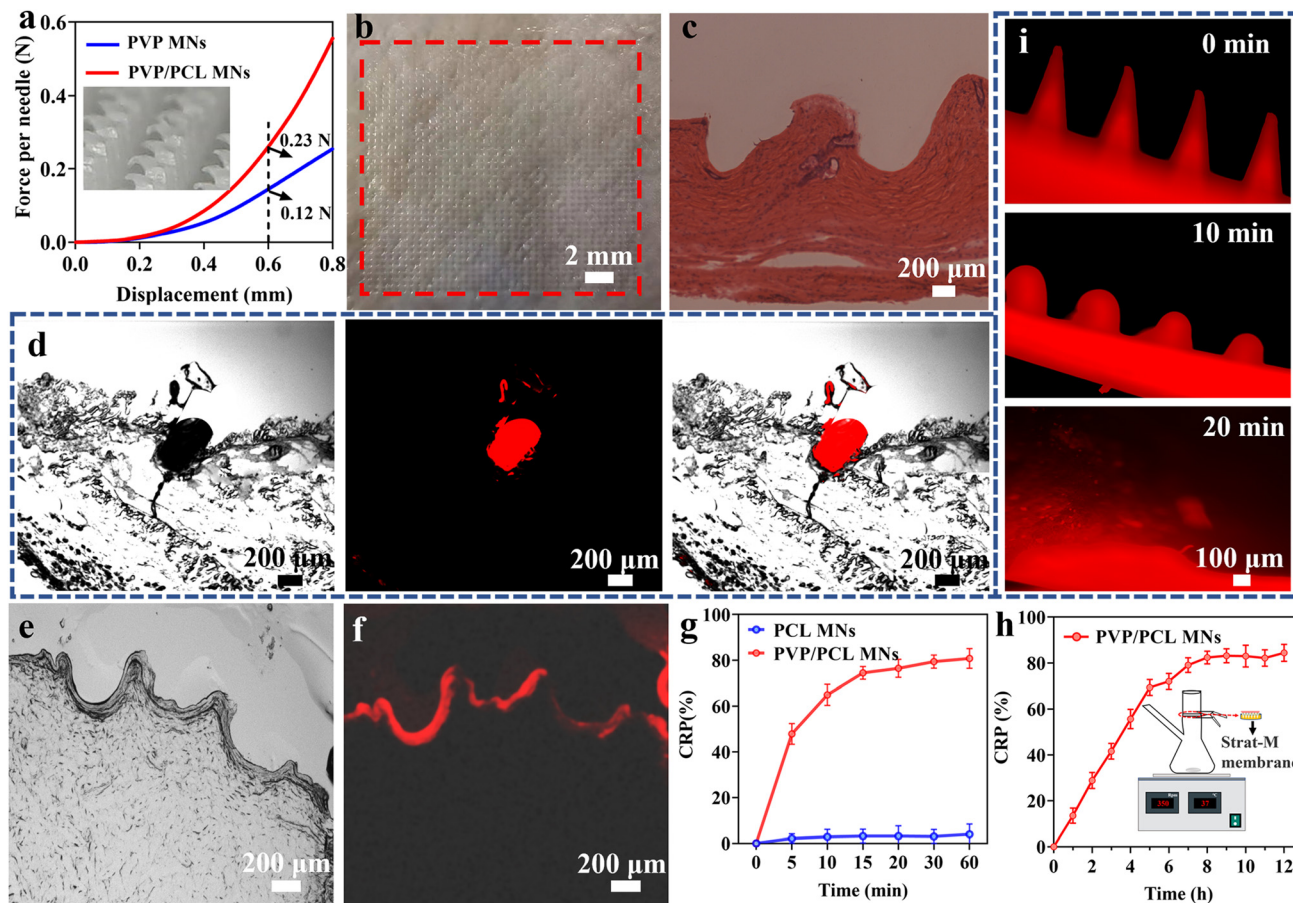 a
0.6
0.4
0.2
0.0
Force per needle (N)
PVP MNs
PVP/PCL MNs
0.23 N
0.12 N
0.0 0.2 0.4 0.6 0.8
Displacement (mm)
b
2 mm
c
200 µm
d
200 µm
200 µm
200 µm
e
200 µm
f
200 µm
g
100
80
60
40
20
0
CRP(%)
PCL MNs
PVP/PCL MNs
0 5 10 15 20 30 60
Time (min)
h
100
80
60
40
20
0
CRP (%)
PVP/PCL MNs
Strat-M
membrane
Rpm
°C
350
37
0 2 4 6 8 10 12
Time (h)
i
0 min
10 min
20 min
100 µm